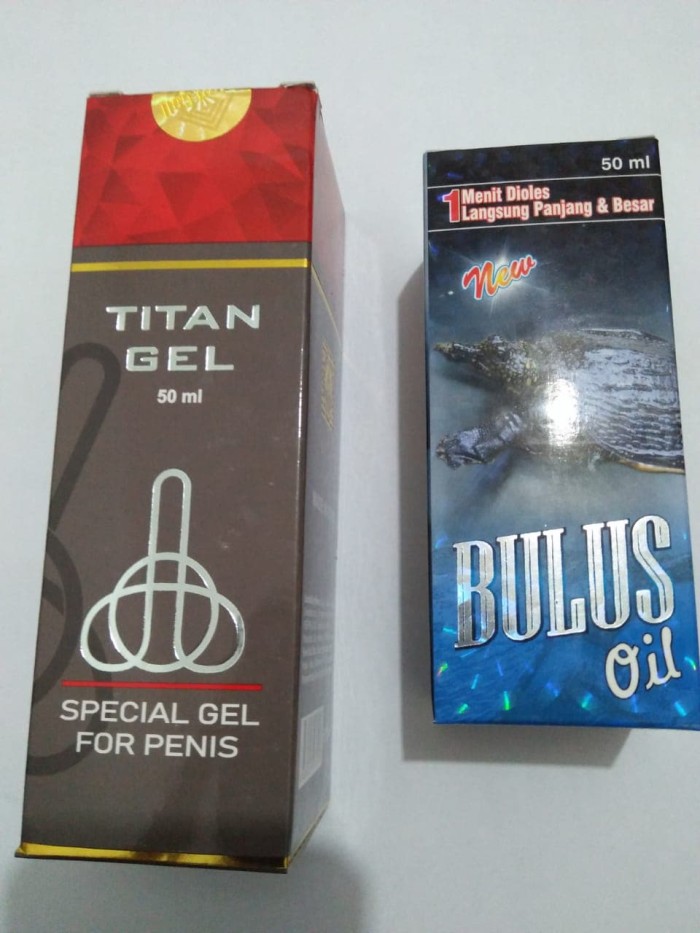 TITAN
GEL
50 ml
SPECIAL GEL
FOR PENIS
50 ml
1 Menit Dioles
Langsung Panjang & Besar
New
BULUS
Oil